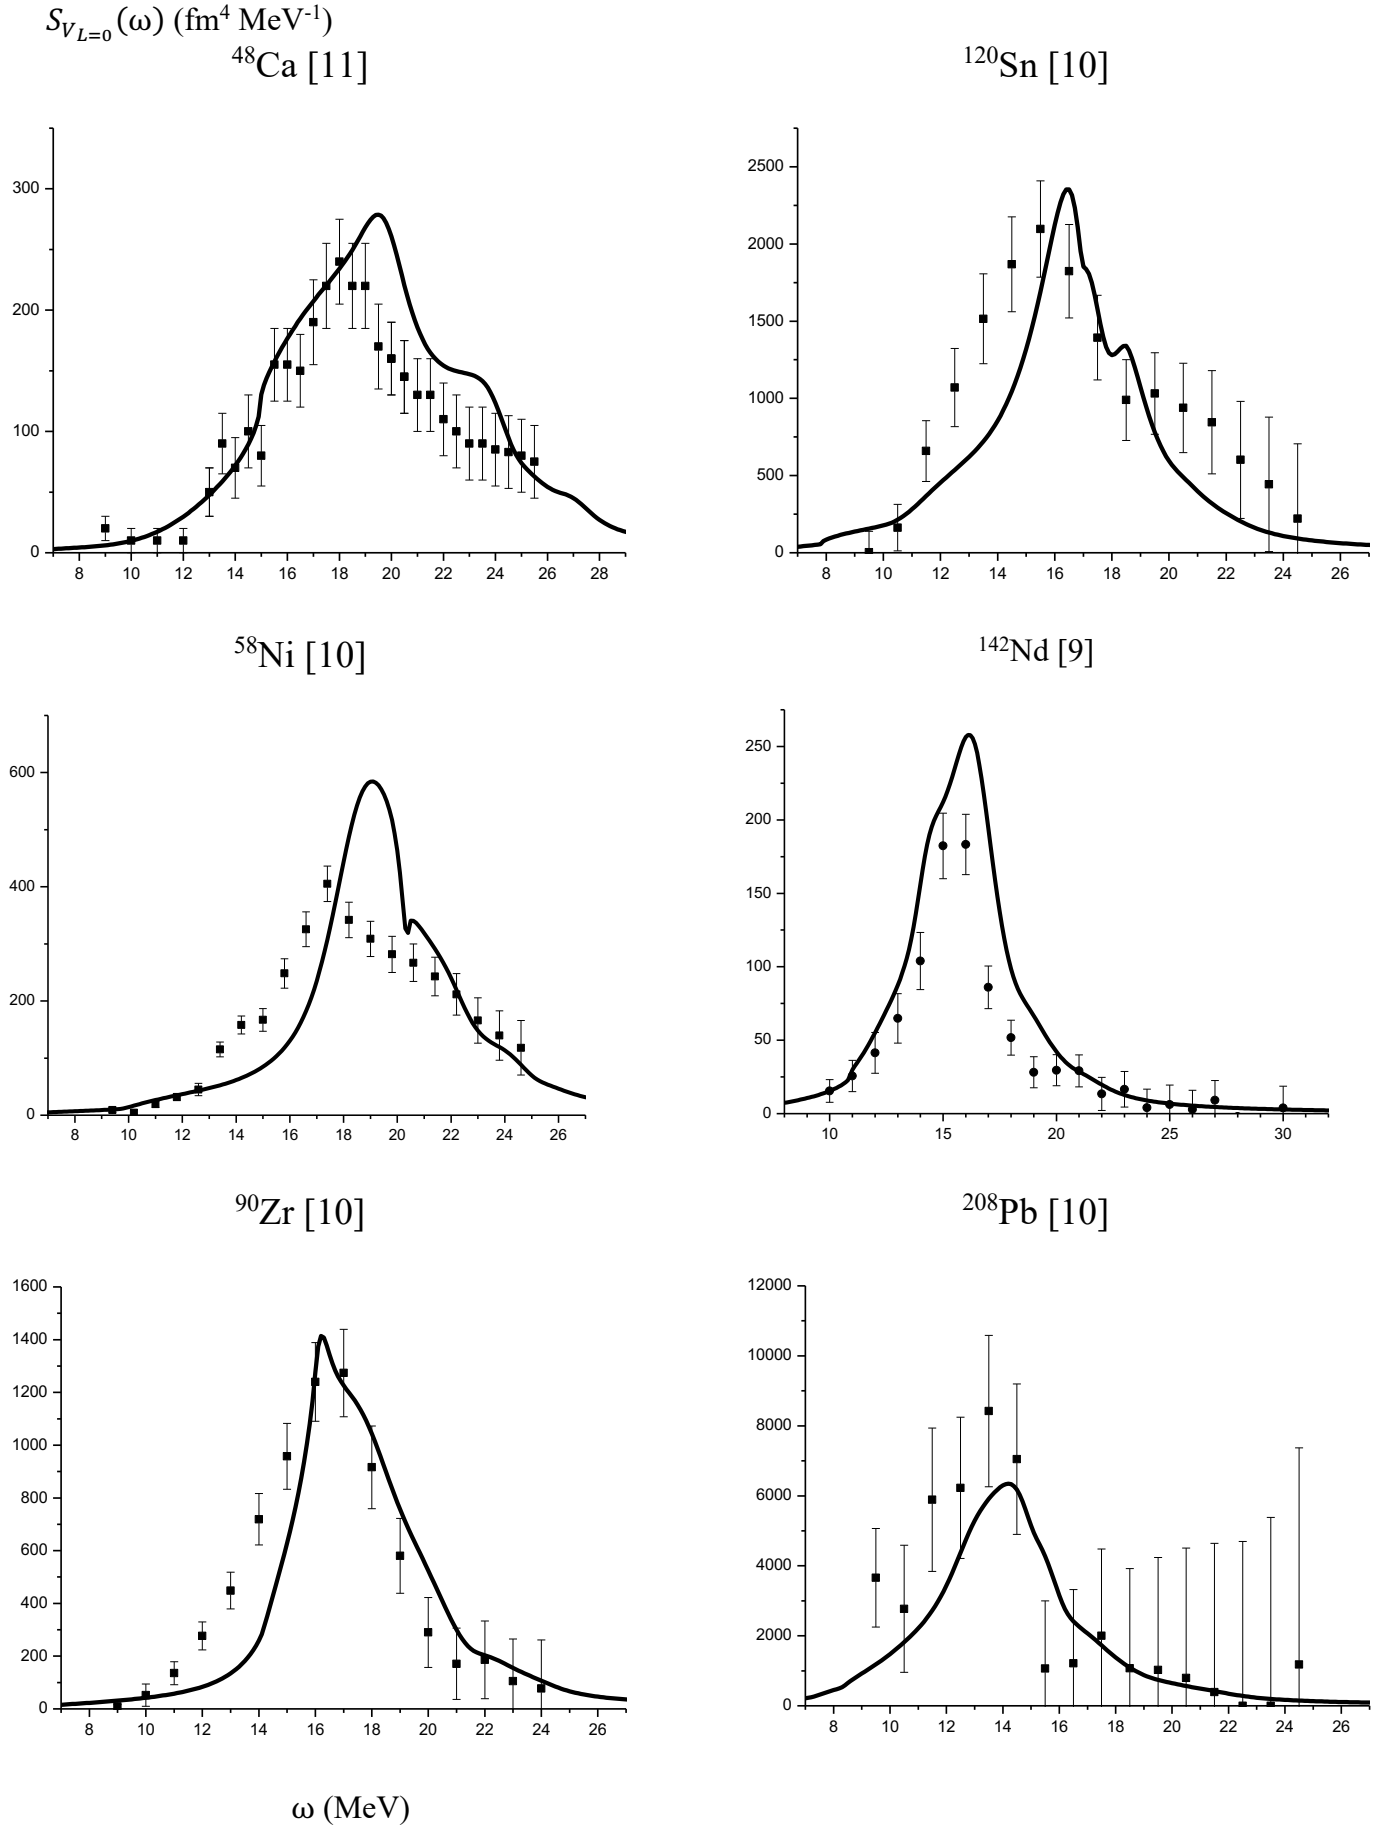 S_{V_{L=0}}(ω) (fm⁴ MeV⁻¹)
⁴⁸Ca [11]
300
200
100
0
8 10 12 14 16 18 20 22 24 26 28
¹²⁰Sn [10]
2500
2000
1500
1000
500
0
8 10 12 14 16 18 20 22 24 26
⁵⁸Ni [10]
600
400
200
0
8 10 12 14 16 18 20 22 24 26
¹⁴²Nd [9]
250
200
150
100
50
0
10 15 20 25 30
⁹⁰Zr [10]
1600
1400
1200
1000
800
600
400
200
0
8 10 12 14 16 18 20 22 24 26
²⁰⁸Pb [10]
12000
10000
8000
6000
4000
2000
0
8 10 12 14 16 18 20 22 24 26
ω (MeV)